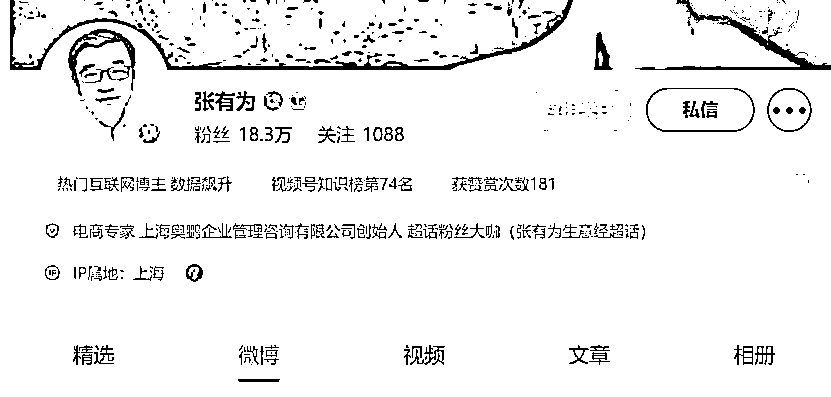 张有为
粉丝 18.3万 关注 1088
私信
热门互联网博主 数据飙升 视频号知识榜第74名 获赞赏次数181
电商专家 上海奥鹏企业管理咨询有限公司创始人 超话粉丝大咖（张有为生意经超话）
IP属地：上海
精选 微博 视频 文章 相册